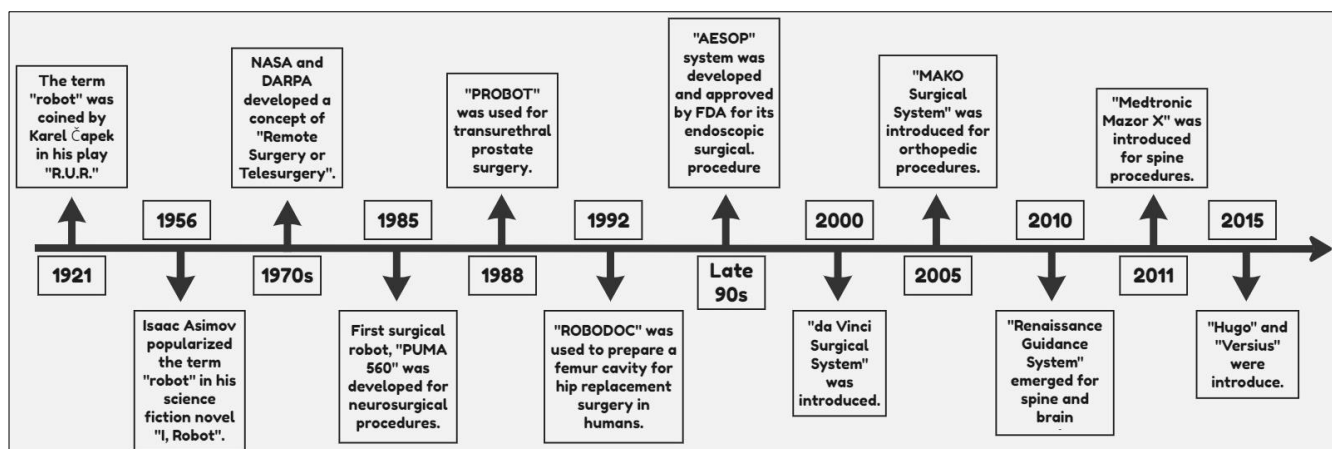 The term
"robot" was
coined by
Karel Čapek
in his play
"R.U.R."
1921
1956
Isaac Asimov
popularized
the term
"robot" in his
science
fiction novel
"I, Robot".
NASA and
DARPA
developed a
concept of
"Remote
Surgery or
Telesurgery".
1970s
1985
First surgical
robot, "PUMA
560" was
developed for
neurosurgical
procedures.
"PROBOT"
was used for
transurethral
prostate
surgery.
1988
1992
"ROBODOC" was
used to prepare a
femur cavity for
hip replacement
surgery in
humans.
"AESOP"
system was
developed
and approved
by FDA for its
endoscopic
surgical.
procedure
Late
90s
2000
"da Vinci
Surgical
System"
was
introduced.
"MAKO
Surgical
System" was
introduced for
orthopedic
procedures.
2005
2010
"Renaissance
Guidance
System"
emerged for
spine and
brain
"Medtronic
Mazor X" was
introduced
for spine
procedures.
2011
2015
"Hugo" and
"Versius"
were
introduce.